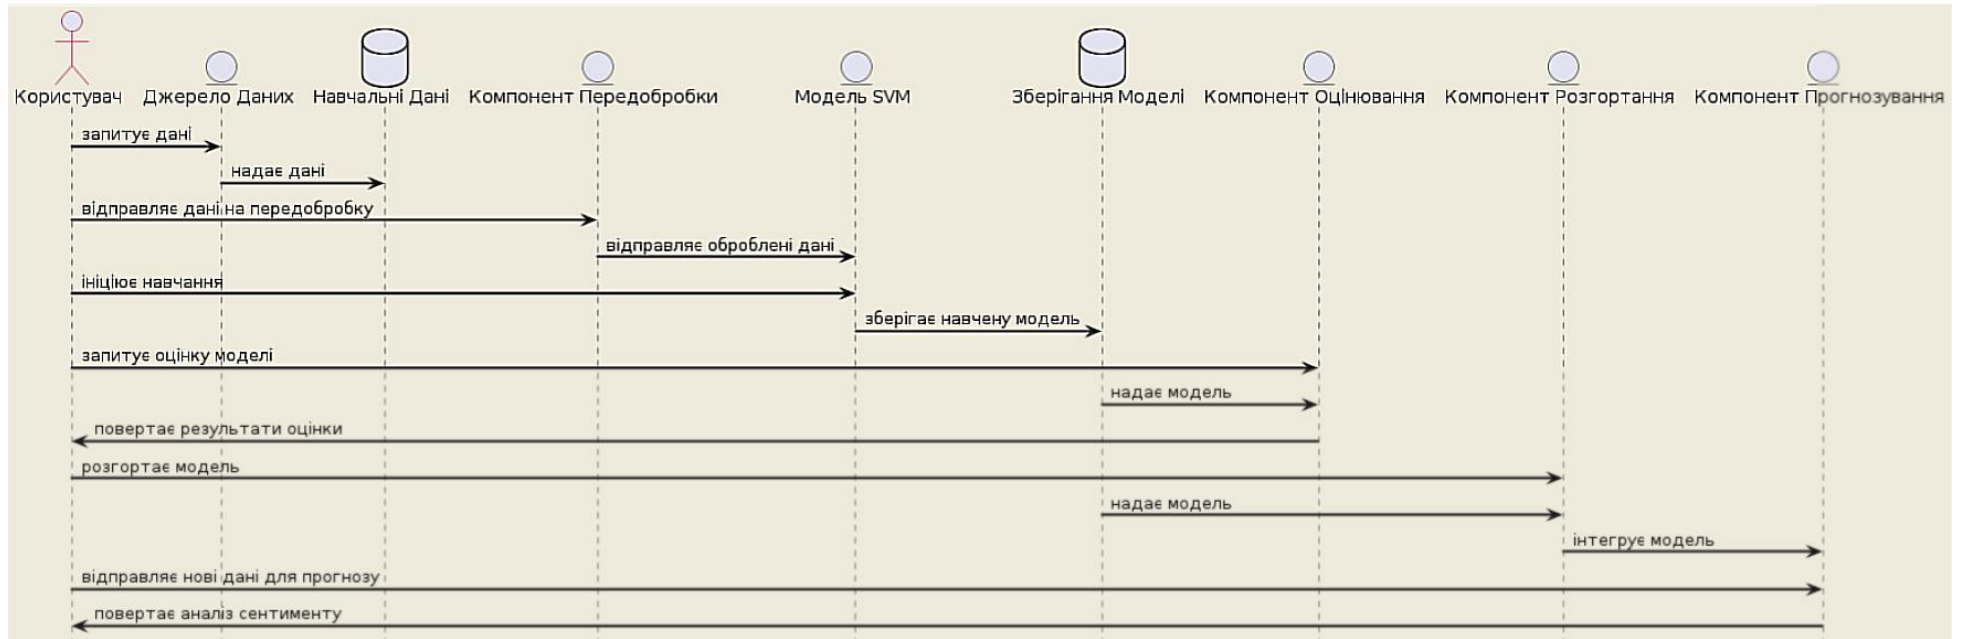 Користувач Джерело Даних Навчальні Дані Компонент Передобробки Модель SVM Зберігання Моделі Компонент Оцінювання Компонент Розгортання Компонент Прогнозування
запитує дані
надає дані
відправляє дані на передобробку
відправляє оброблені дані
ініціює навчання
зберігає навчену модель
запитує оцінку моделі
надає модель
повертає результати оцінки
розгортає модель
надає модель
інтегрує модель
відправляє нові дані для прогнозу
повертає аналіз сентименту